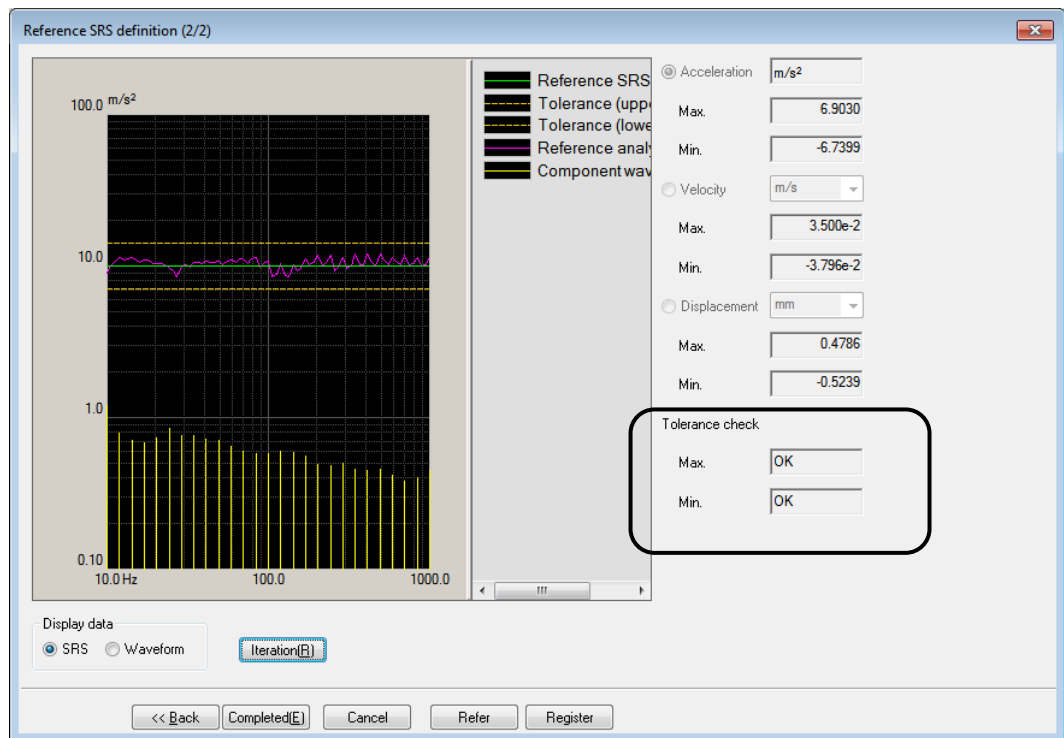 Reference SRS definition (2/2)
100.0 m/s²
10.0
1.0
0.10
10.0 Hz 100.0 1000.0
Reference SRS
Tolerance (uppe
Tolerance (lowe
Reference analy
Component wav
Acceleration m/s²
Max. 6.9030
Min. -6.7399
Velocity m/s
Max. 3.500e-2
Min. -3.796e-2
Displacement mm
Max. 0.4786
Min. -0.5239
Tolerance check
Max. OK
Min. OK
Display data
SRS Waveform
Iteration(R)
<< Back Completed(E) Cancel Refer Register